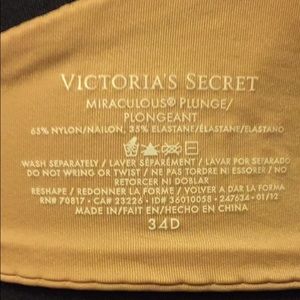 VICTORIA'S SECRET
MIRACULOUS® PLUNGE/
PLONGEANT
65% NYLON/NAILON, 35% ELASTANE/ÉLASTANE/ELASTANO
WASH SEPARATELY / LAVER SÉPARÉMENT / LAVAR POR SEPARADO
DO NOT WRING OR TWIST / NE PAS TORDRE NI ESSORER / NO
RETORCER NI DOBLAR
RESHAPE / REDONNER LA FORME / VOLVER A DAR LA FORMA
RN# 70817 • CA# 23226 • ID# 36010058 • 247634 • 01/12
MADE IN/FAIT EN/HECHO EN CHINA
34D